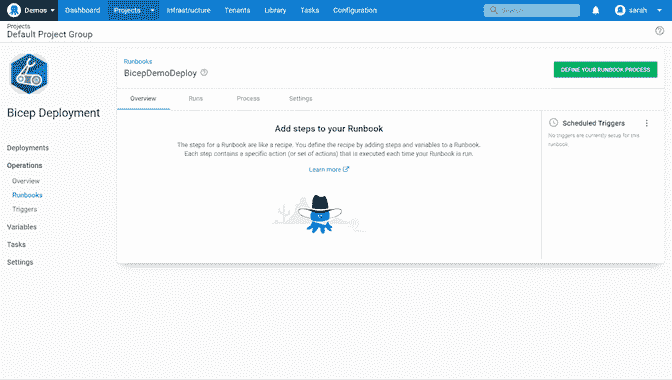 Demos
Dashboard
Projects
Infrastructure
Tenants
Library
Tasks
Configuration
Search
sarah
Projects
Default Project Group
Bicep Deployment
Deployments
Operations
Overview
Runbooks
Triggers
Variables
Tasks
Settings
Runbooks
BicepDemoDeploy
DEFINE YOUR RUNBOOK PROCESS
Overview
Runs
Process
Settings
Add steps to your Runbook
The steps for a Runbook are like a recipe. You define the recipe by adding steps and variables to a Runbook.
Each step contains a specific action (or set of actions) that is executed each time your Runbook is run.
Learn more
Scheduled Triggers
No triggers are currently setup for this
runbook.